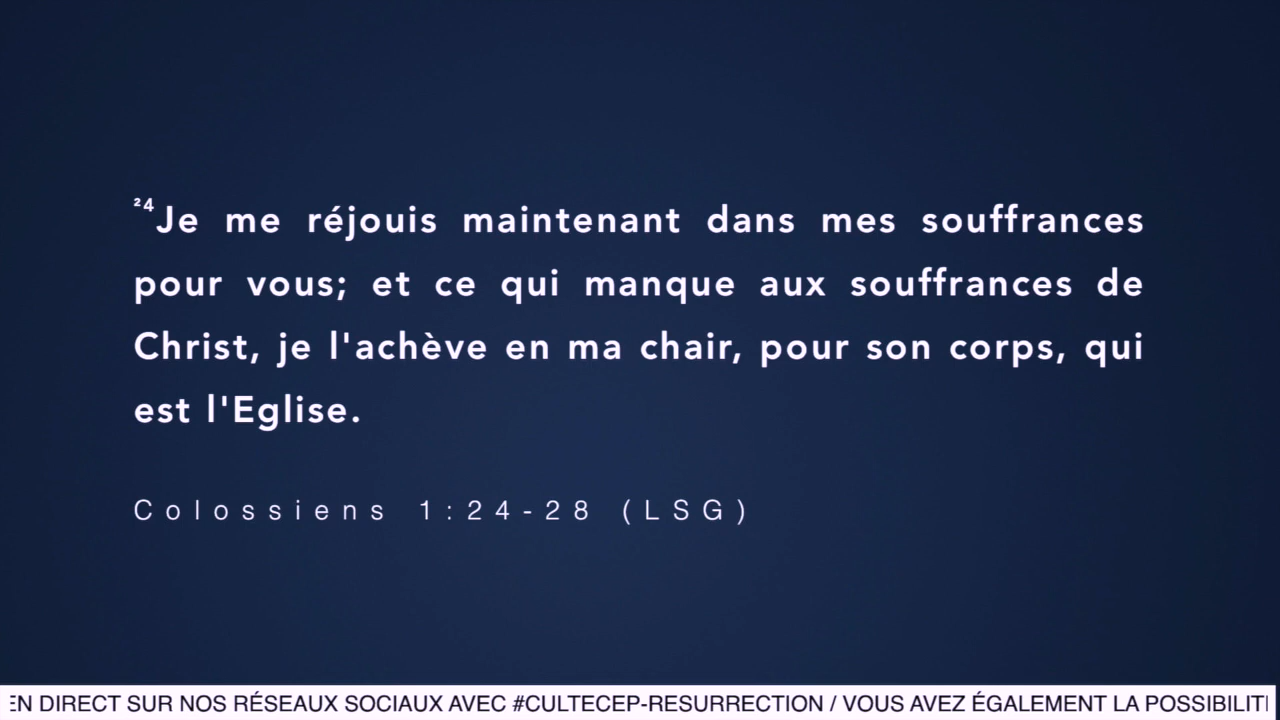 ²⁴Je me réjouis maintenant dans mes souffrances
pour vous; et ce qui manque aux souffrances de
Christ, je l'achève en ma chair, pour son corps, qui
est l'Eglise.
Colossiens 1:24-28 (LSG)
EN DIRECT SUR NOS RÉSEAUX SOCIAUX AVEC #CULTECEP-RESURRECTION / VOUS AVEZ ÉGALEMENT LA POSSIBILIT